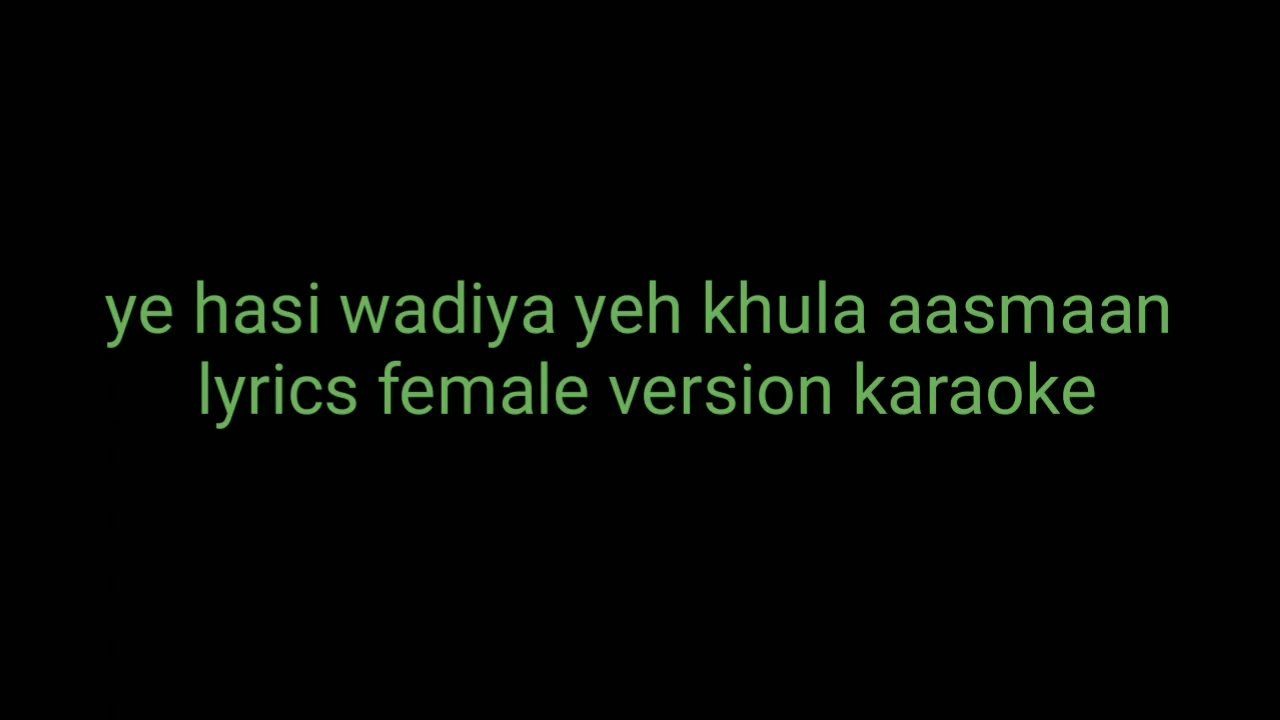 ye hasi wadiya yeh khula aasmaan
lyrics female version karaoke